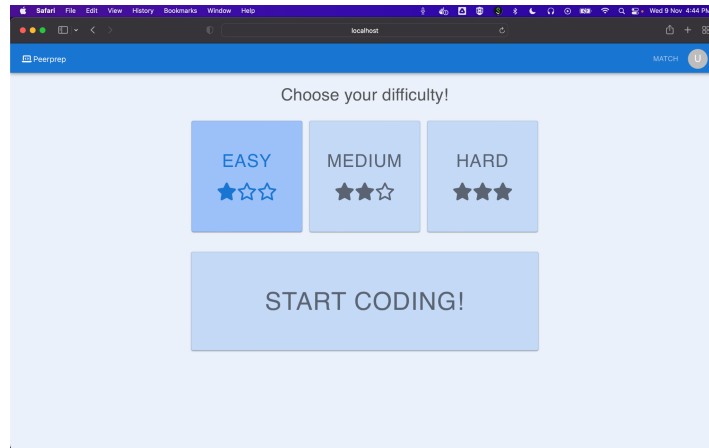 Safari File Edit View History Bookmarks Window Help Wed 9 Nov 4:44 PM
localhost
Peerprep MATCH U
Choose your difficulty!
EASY MEDIUM HARD
START CODING!